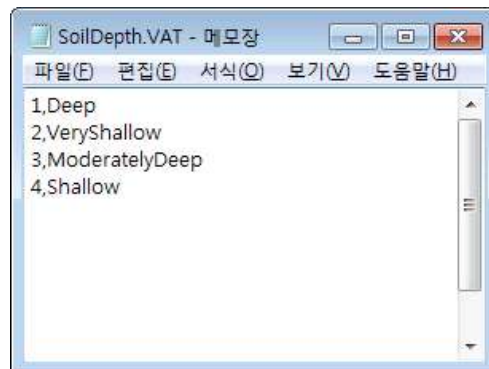 SoilDepth.VAT - 메모장
파일(F) 편집(E) 서식(O) 보기(V) 도움말(H)
1,Deep
2,VeryShallow
3,ModeratelyDeep
4,Shallow